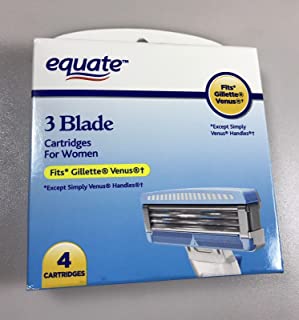 equate™
Fits*
Gillette®
Venus®†
*Except Simply
Venus® Handles®†
3 Blade
Cartridges
For Women
Fits* Gillette® Venus®†
*Except Simply Venus® Handles®†
4
CARTRIDGES